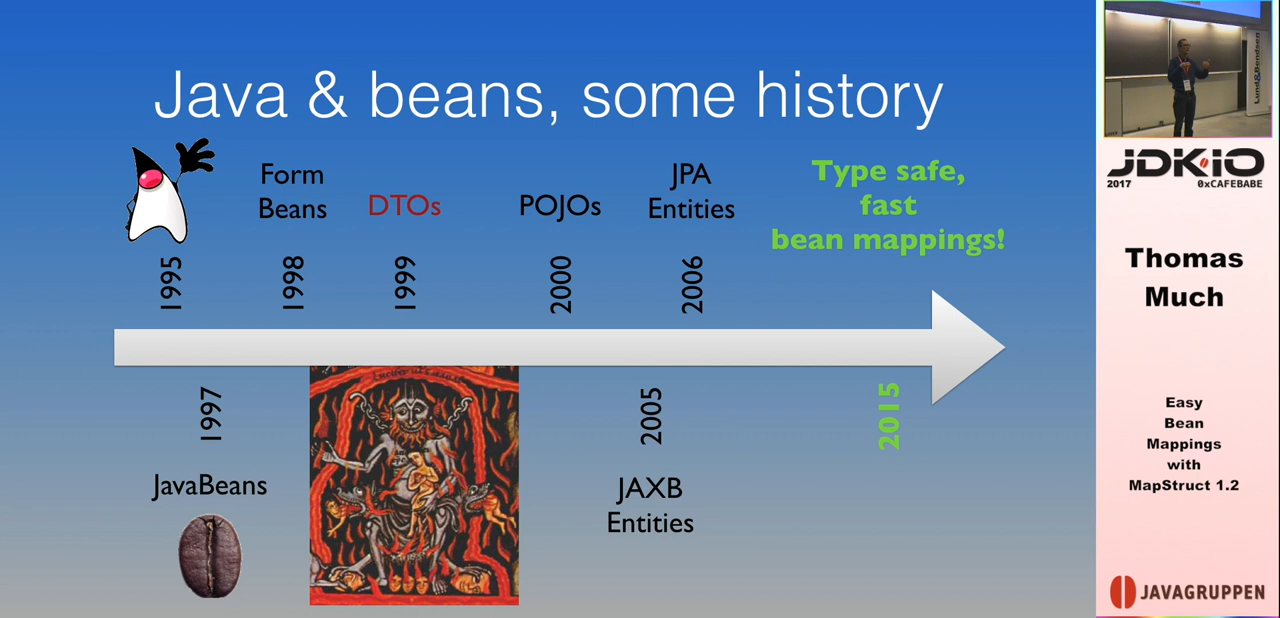 Java & beans, some history
Form
Beans
DTOs
POJOs
JPA
Entities
Type safe,
fast
bean mappings!
1995
1998
1999
2000
2006
1997
2005
2015
JavaBeans
JAXB
Entities
Lund&Bendsen
JDK.IO
2017
0xCAFEBABE
Thomas
Much
Easy
Bean
Mappings
with
MapStruct 1.2
JAVAGRUPPEN